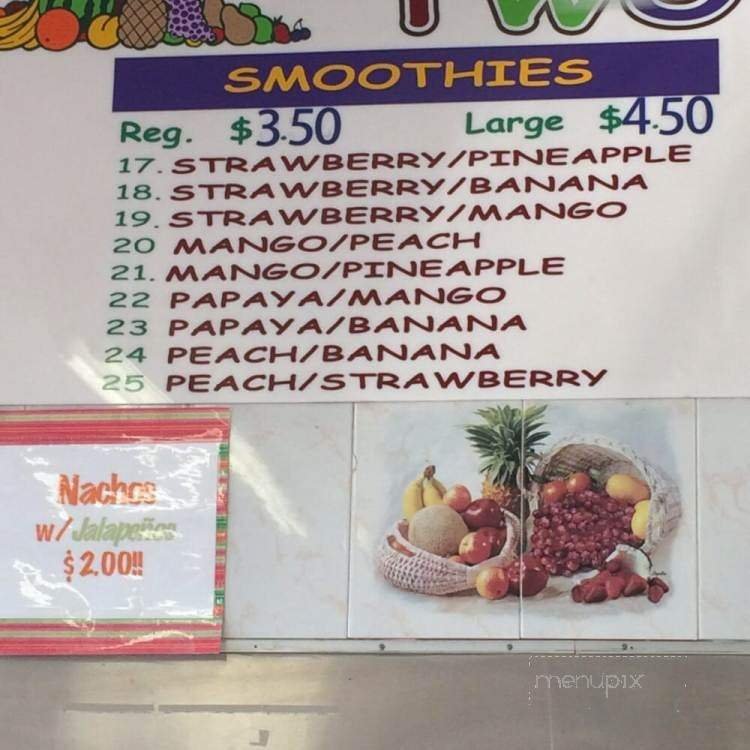 TWO
SMOOTHIES
Reg. $3.50 Large $4.50
17. STRAWBERRY/PINEAPPLE
18. STRAWBERRY/BANANA
19. STRAWBERRY/MANGO
20 MANGO/PEACH
21. MANGO/PINEAPPLE
22 PAPAYA/MANGO
23 PAPAYA/BANANA
24 PEACH/BANANA
25 PEACH/STRAWBERRY
Nachos
w/ Jalapeños
$2.00!!
menupix